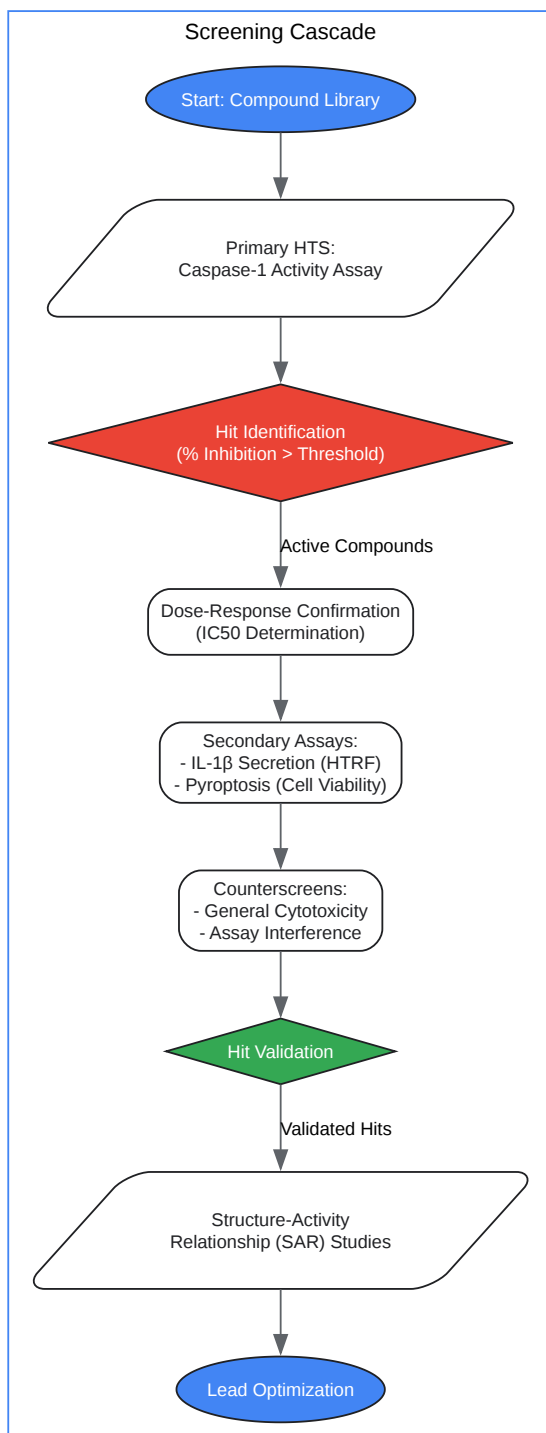 Screening Cascade
Start: Compound Library
Primary HTS:
Caspase-1 Activity Assay
Hit Identification
(% Inhibition > Threshold)
Active Compounds
Dose-Response Confirmation
(IC50 Determination)
Secondary Assays:
- IL-1β Secretion (HTRF)
- Pyroptosis (Cell Viability)
Counterscreens:
- General Cytotoxicity
- Assay Interference
Hit Validation
Validated Hits
Structure-Activity
Relationship (SAR) Studies
Lead Optimization